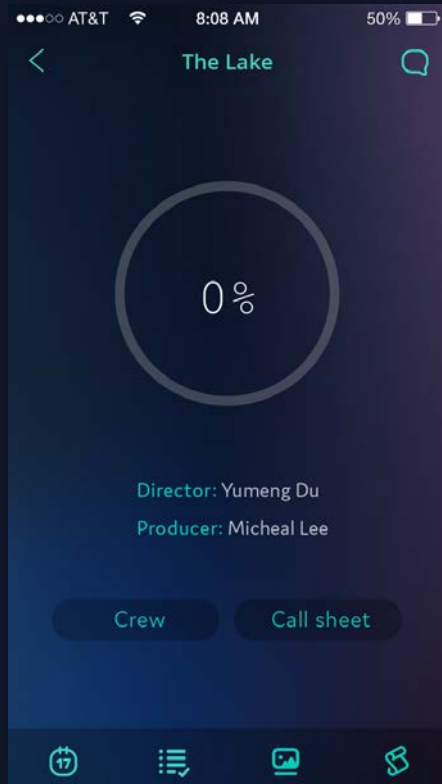 AT&T 8:08 AM 50%
The Lake
0%
Director: Yumeng Du
Producer: Micheal Lee
Crew Call sheet
17